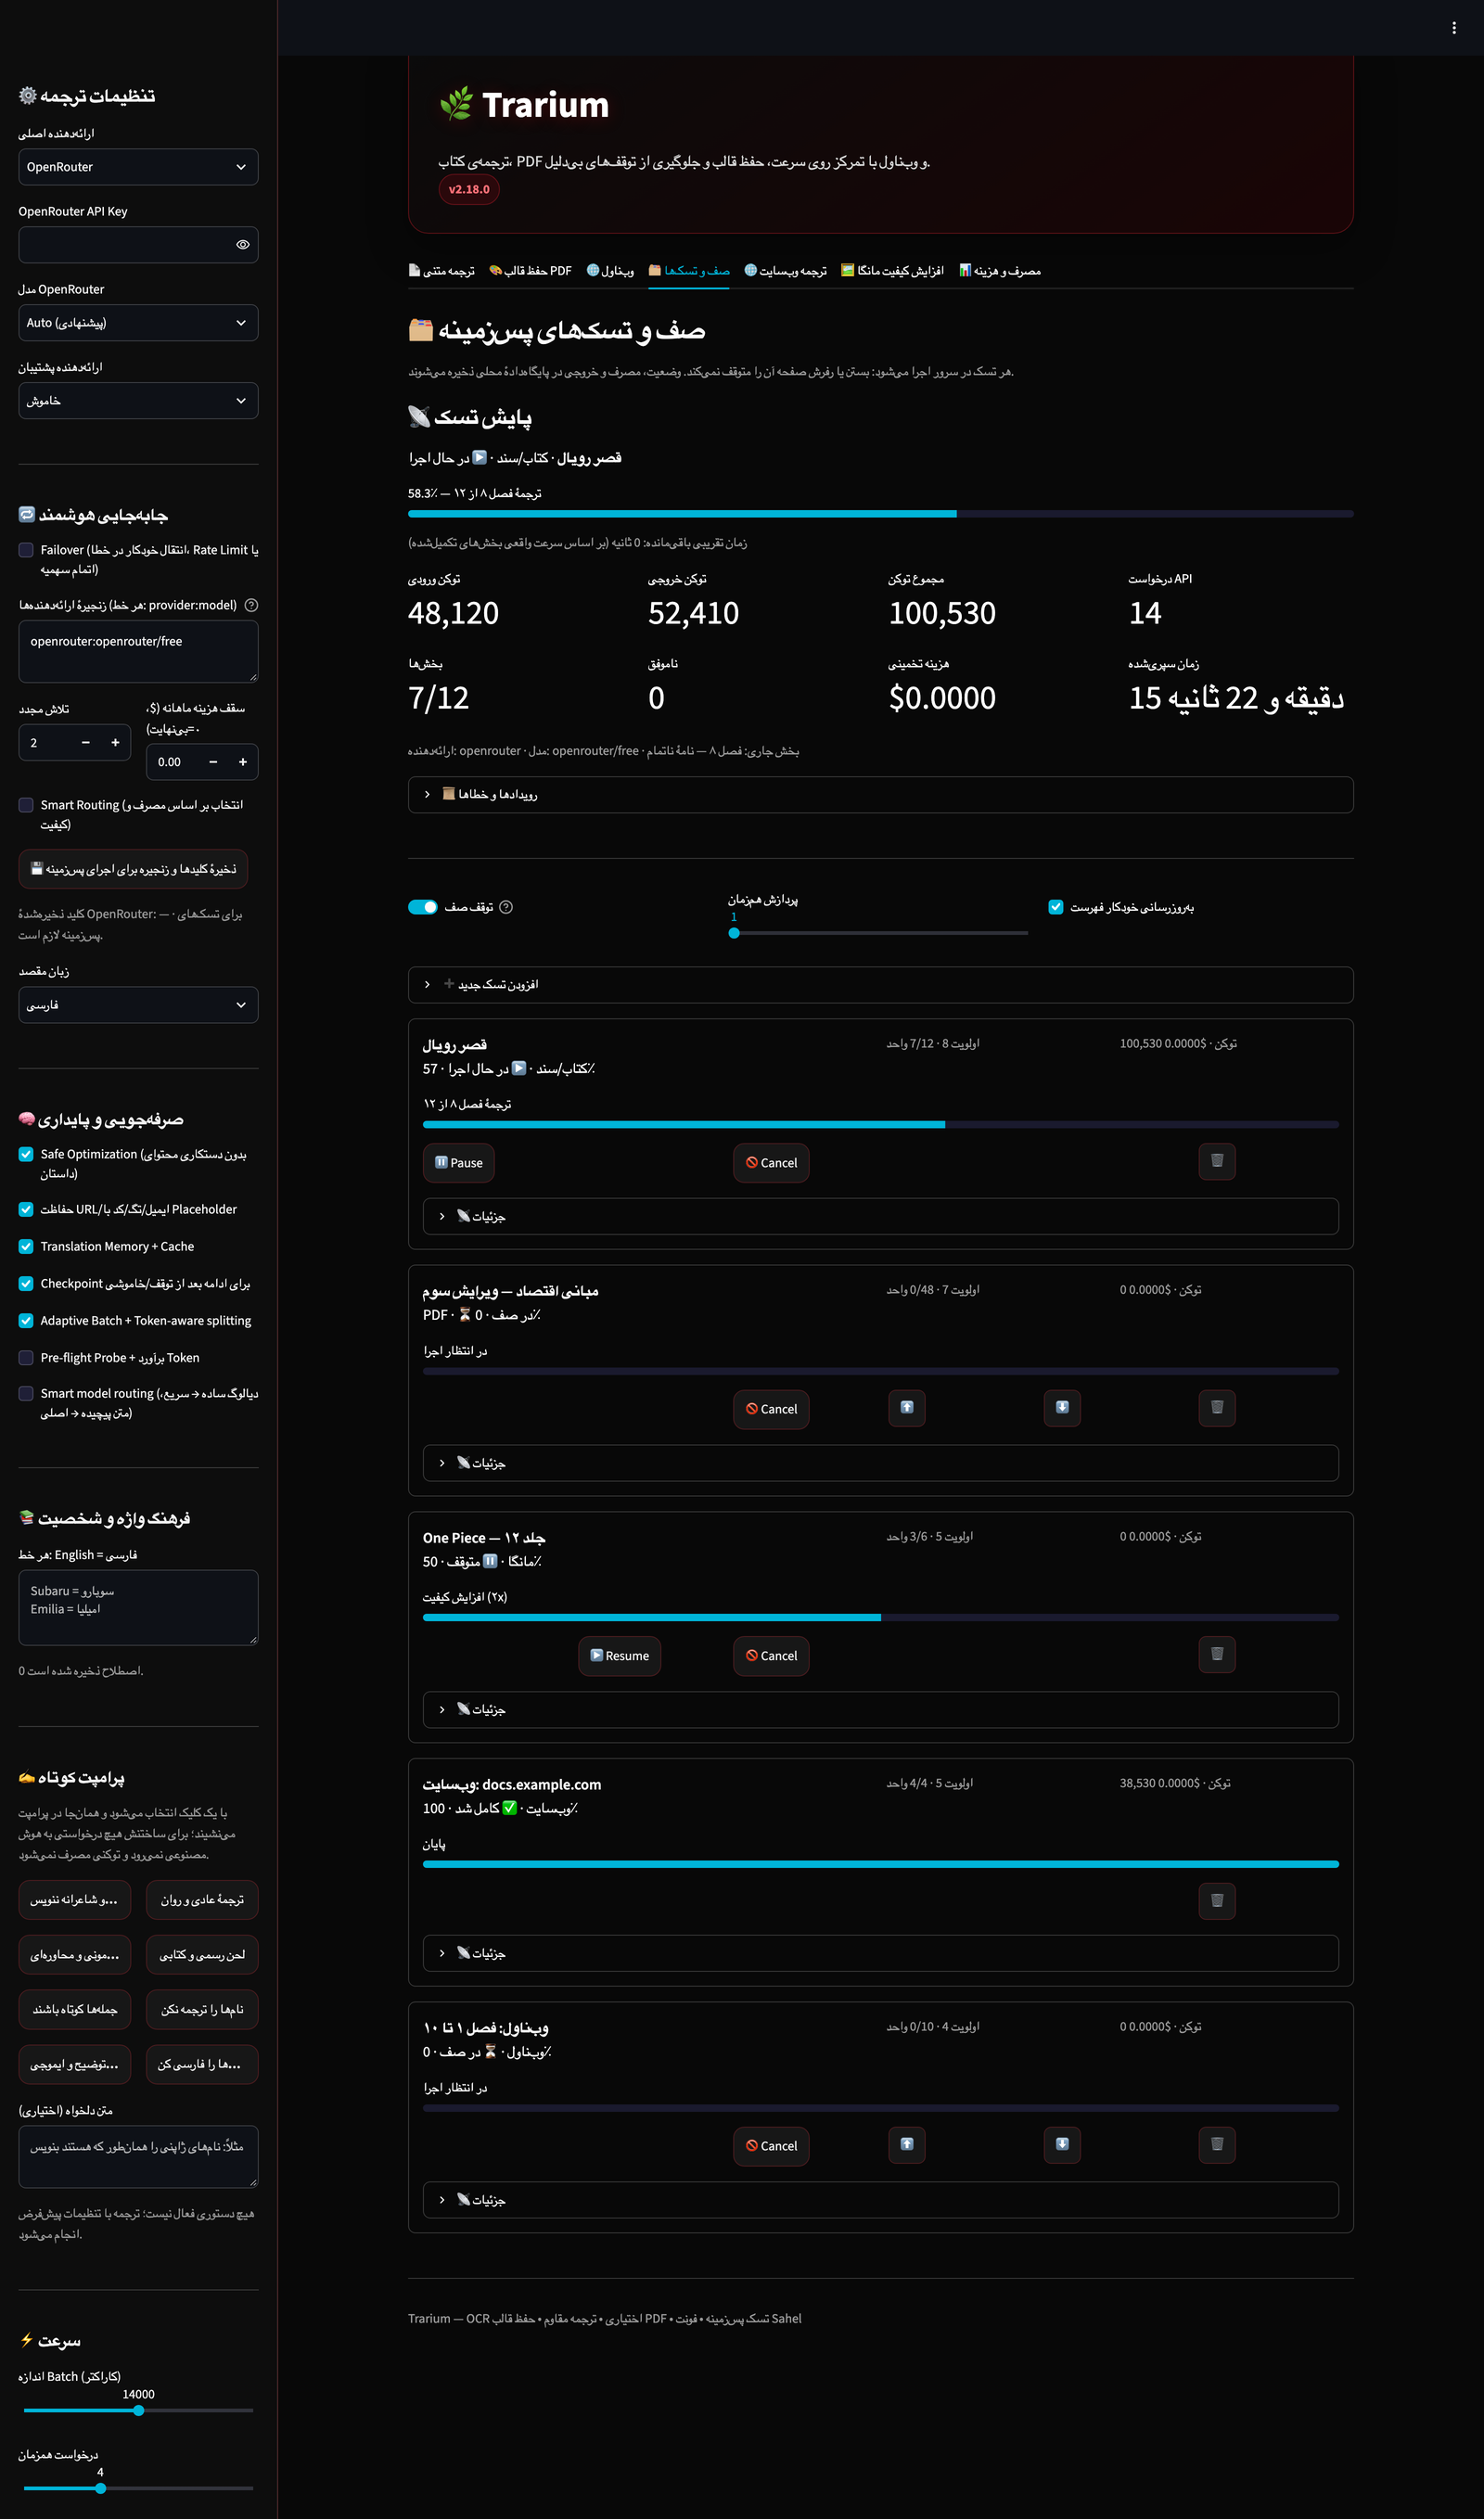 ⚙️ تنظیمات ترجمه
ارائه‌دهنده اصلی
OpenRouter
OpenRouter API Key
مدل OpenRouter
Auto (پیشنهادی)
ارائه‌دهنده پشتیبان
خاموش
🔁 جابه‌جایی هوشمند
Failover (انتقال خودکار در خطا، Rate Limit یا
اتمام سهمیه)
زنجیرهٔ ارائه‌دهنده‌ها (هر خط: provider:model)
openrouter:openrouter/free
تلاش مجدد
2
سقف هزینه ماهانه ($،
۰=بی‌نهایت)
0.00
Smart Routing (انتخاب بر اساس مصرف و
کیفیت)
💾 ذخیرهٔ کلیدها و زنجیره برای اجرای پس‌زمینه
کلید ذخیره‌شدهٔ OpenRouter: — · برای تسک‌های
پس‌زمینه لازم است.
زبان مقصد
فارسی
🧠 صرفه‌جویی و پایداری
Safe Optimization (بدون دستکاری محتوای
داستان)
حفاظت URL/ایمیل/تگ/کد با Placeholder
Translation Memory + Cache
Checkpoint برای ادامه بعد از توقف/خاموشی
Adaptive Batch + Token-aware splitting
Pre-flight Probe + برآورد Token
Smart model routing (دیالوگ ساده → سریع،
متن پیچیده → اصلی)
📚 فرهنگ واژه و شخصیت
هر خط: English = فارسی
Subaru = سوبارو
Emilia = امیلیا
0 اصطلاح ذخیره شده است.
✍️ پرامپت کوتاه
با یک کلیک انتخاب می‌شود و همان‌جا در پرامپت
می‌نشیند؛ برای ساختنش هیچ درخواستی به هوش
مصنوعی نمی‌رود و توکنی مصرف نمی‌شود.
…و شاعرانه ننویس
ترجمهٔ عادی و روان
…مونی و محاوره‌ای
لحن رسمی و کتابی
جمله‌ها کوتاه باشند
نام‌ها را ترجمه نکن
…توضیح و ایموجی
…ها را فارسی کن
متن دلخواه (اختیاری)
مثلاً: نام‌های ژاپنی را همان‌طور که هستند بنویس
هیچ دستوری فعال نیست؛ ترجمه با تنظیمات پیش‌فرض
انجام می‌شود.
⚡ سرعت
اندازه Batch (کاراکتر)
14000
درخواست همزمان
4
🌿 Trarium
ترجمه‌ی کتاب، PDF و وب‌ناول با تمرکز روی سرعت، حفظ قالب و جلوگیری از توقف‌های بی‌دلیل.
v2.18.0
📄 ترجمه متنی
🎨 حفظ قالب PDF
🌐 وب‌ناول
🗂️ صف و تسک‌ها
🌐 ترجمه وب‌سایت
🖼️ افزایش کیفیت مانگا
📊 مصرف و هزینه
🗂️ صف و تسک‌های پس‌زمینه
هر تسک در سرور اجرا می‌شود: بستن یا رفرش صفحه آن را متوقف نمی‌کند. وضعیت، مصرف و خروجی در پایگاه‌دادهٔ محلی ذخیره می‌شوند.
📡 پایش تسک
قصر رویال · کتاب/سند · ▶️ در حال اجرا
ترجمهٔ فصل ۸ از ۱۲ — 58.3٪
زمان تقریبی باقی‌مانده: 0 ثانیه (بر اساس سرعت واقعی بخش‌های تکمیل‌شده)
توکن ورودی
48,120
توکن خروجی
52,410
مجموع توکن
100,530
درخواست API
14
بخش‌ها
7/12
ناموفق
0
هزینه تخمینی
$0.0000
زمان سپری‌شده
15 دقیقه و 22 ثانیه
بخش جاری: فصل ۸ — نامهٔ ناتمام · ارائه‌دهنده: openrouter · مدل: openrouter/free
📜 رویدادها و خطاها
توقف صف
پردازش هم‌زمان
1
به‌روزرسانی خودکار فهرست
➕ افزودن تسک جدید
قصر رویال
کتاب/سند · ▶️ در حال اجرا · 57٪
اولویت 8 · 7/12 واحد
100,530 توکن · $0.0000
ترجمهٔ فصل ۸ از ۱۲
⏸️ Pause
🚫 Cancel
🗑️
📡 جزئیات
مبانی اقتصاد — ویرایش سوم
PDF · ⏳ در صف · 0٪
اولویت 7 · 0/48 واحد
0 توکن · $0.0000
در انتظار اجرا
🚫 Cancel
⬆️
⬇️
🗑️
📡 جزئیات
One Piece — جلد ۱۲
مانگا · ⏸️ متوقف · 50٪
اولویت 5 · 3/6 واحد
0 توکن · $0.0000
افزایش کیفیت (۲x)
▶️ Resume
🚫 Cancel
🗑️
📡 جزئیات
وب‌سایت: docs.example.com
وب‌سایت · ✅ کامل شد · 100٪
اولویت 5 · 4/4 واحد
38,530 توکن · $0.0000
پایان
🗑️
📡 جزئیات
وب‌ناول: فصل ۱ تا ۱۰
وب‌ناول · ⏳ در صف · 0٪
اولویت 4 · 0/10 واحد
0 توکن · $0.0000
در انتظار اجرا
🚫 Cancel
⬆️
⬇️
🗑️
📡 جزئیات
Trarium — OCR اختیاری • ترجمه مقاوم • حفظ قالب PDF • تسک پس‌زمینه • فونت Sahel